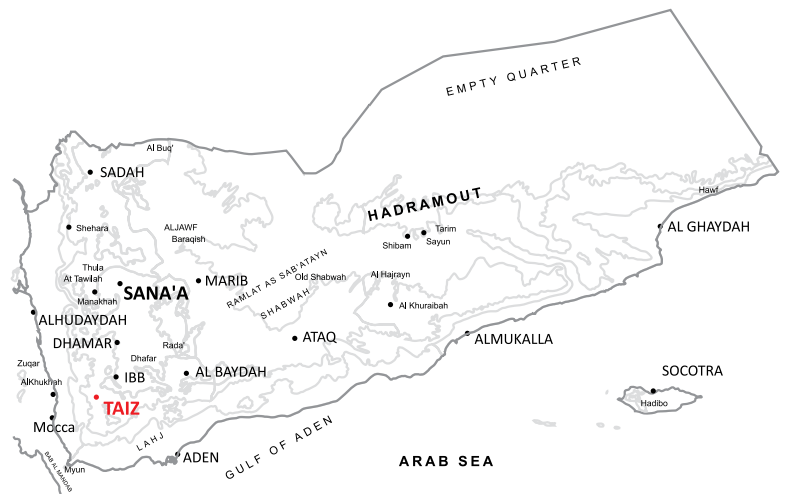 EMPTY QUARTER
Al Buq'
SADAH
HADRAMOUT
Hawf
Shehara
ALJAWF
Baraqish
Tarim
Shibam
Sayun
AL GHAYDAH
Thula
At Tawilah
Manakhah
SANA'A
MARIB
RAMLAT AS SAB'ATAYN
Old Shabwah
Al Hajrayn
SHABWAH
Al Khuraibah
ALHUDAYDAH
DHAMAR
Rada'
Dhafar
ATAQ
ALMUKALLA
Zuqar
AlKhukhah
IBB
AL BAYDAH
SOCOTRA
Hadibo
TAIZ
Mocca
LAHJ
ADEN
GULF OF ADEN
ARAB SEA
Myun
BAB AL MANDAB